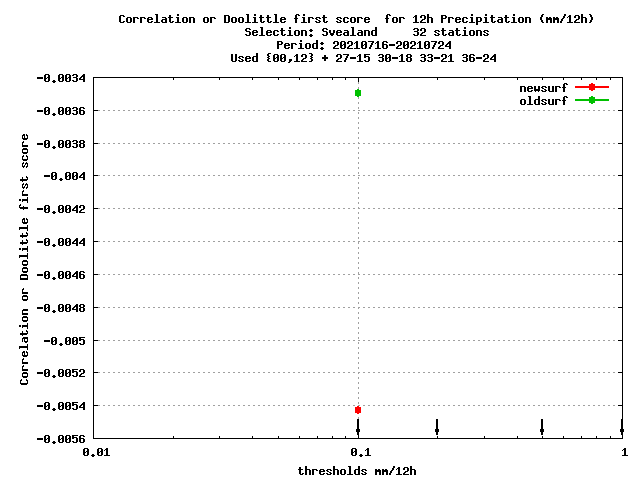 Correlation or Doolittle first score  for 12h Precipitation (mm/12h)
Selection: Svealand     32 stations
Period: 20210716-20210724
Used {00,12} + 27-15 30-18 33-21 36-24
newsurf
oldsurf
Correlation or Doolittle first score
-0.0034
-0.0036
-0.0038
-0.004
-0.0042
-0.0044
-0.0046
-0.0048
-0.005
-0.0052
-0.0054
-0.0056
0.01 0.1 1
thresholds mm/12h